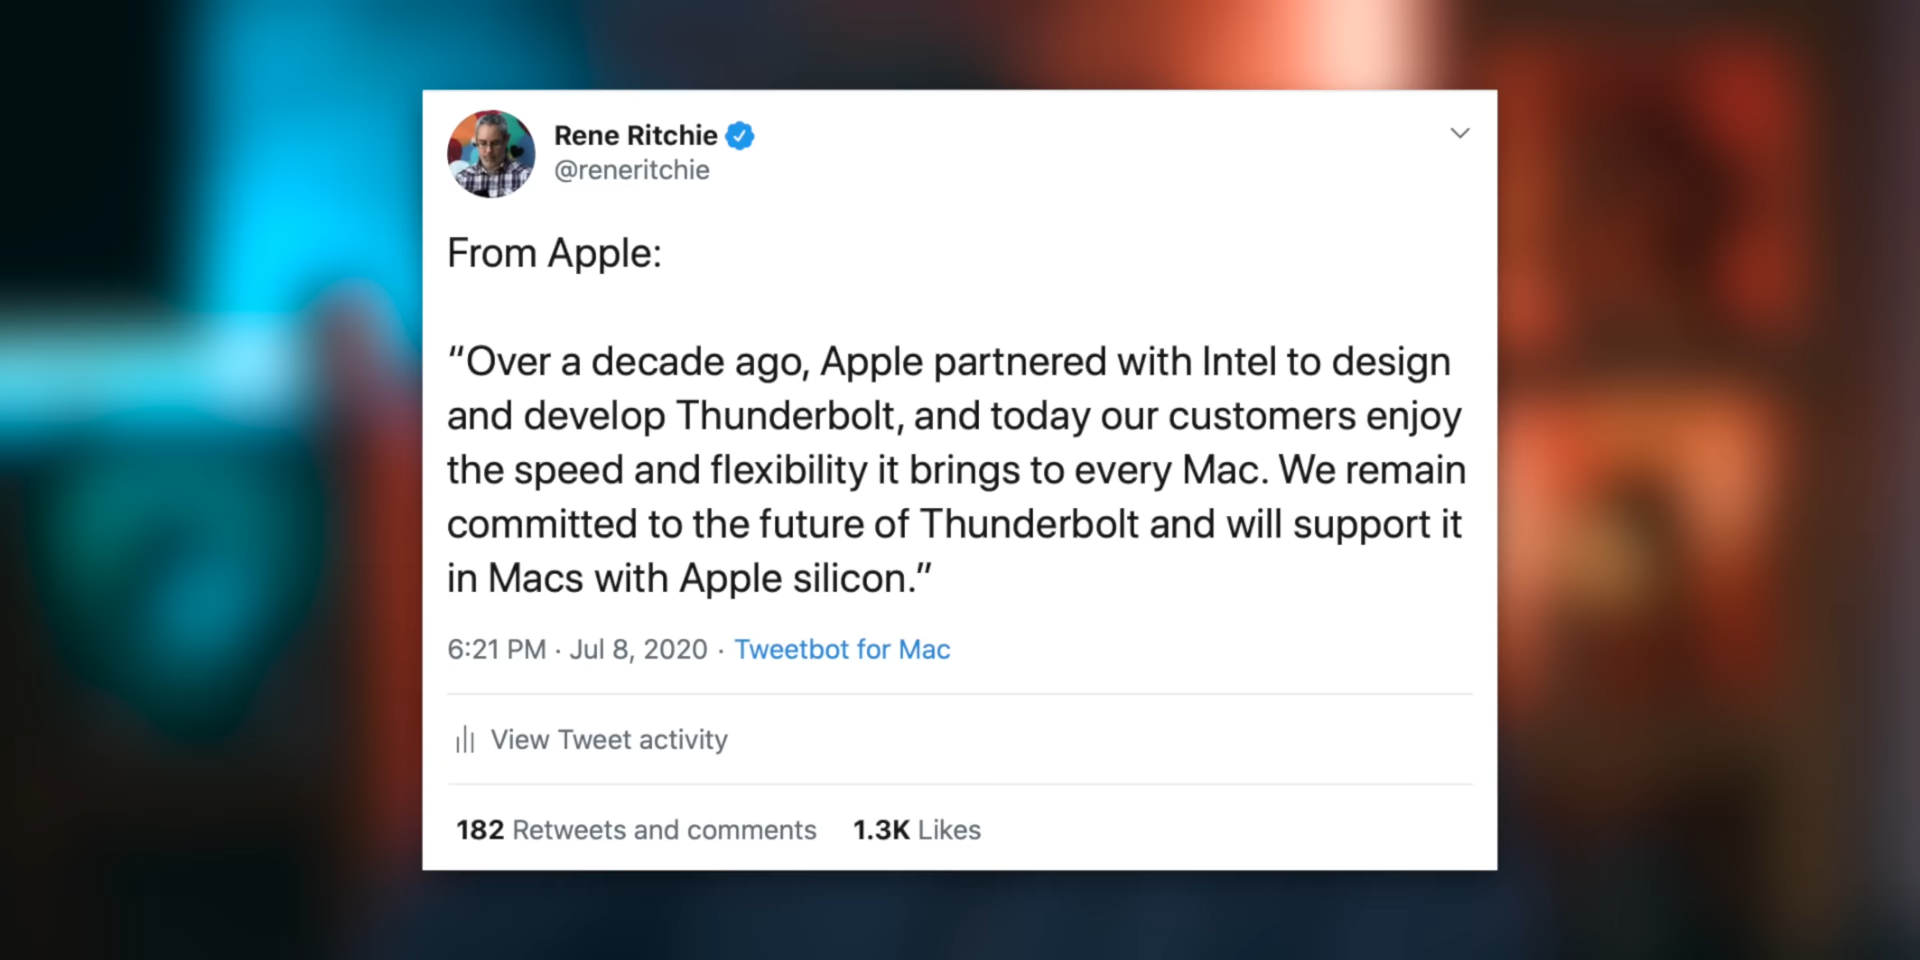 Rene Ritchie
@reneritchie
From Apple:
“Over a decade ago, Apple partnered with Intel to design
and develop Thunderbolt, and today our customers enjoy
the speed and flexibility it brings to every Mac. We remain
committed to the future of Thunderbolt and will support it
in Macs with Apple silicon.”
6:21 PM · Jul 8, 2020 · Tweetbot for Mac
View Tweet activity
182 Retweets and comments 1.3K Likes